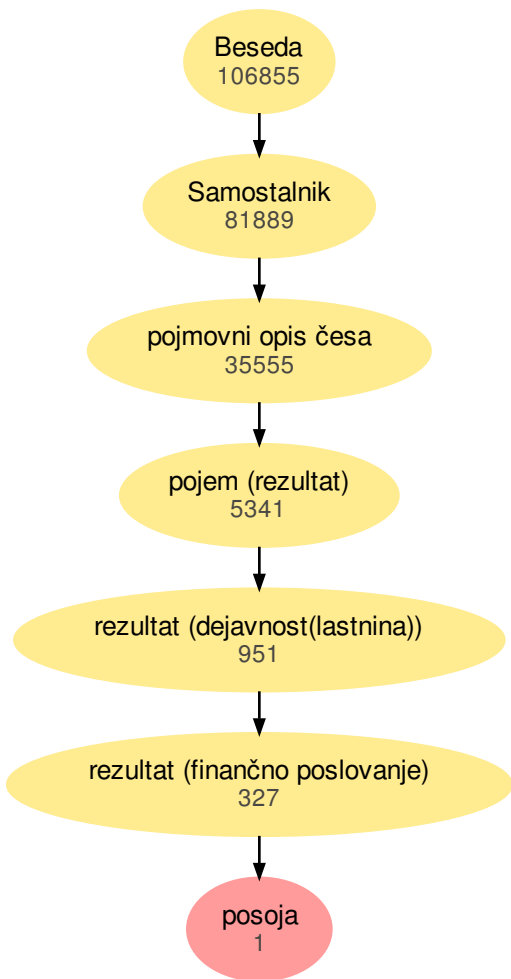 Beseda
106855
Samostalnik
81889
pojmovni opis česa
35555
pojem (rezultat)
5341
rezultat (dejavnost(lastnina))
951
rezultat (finančno poslovanje)
327
posoja
1